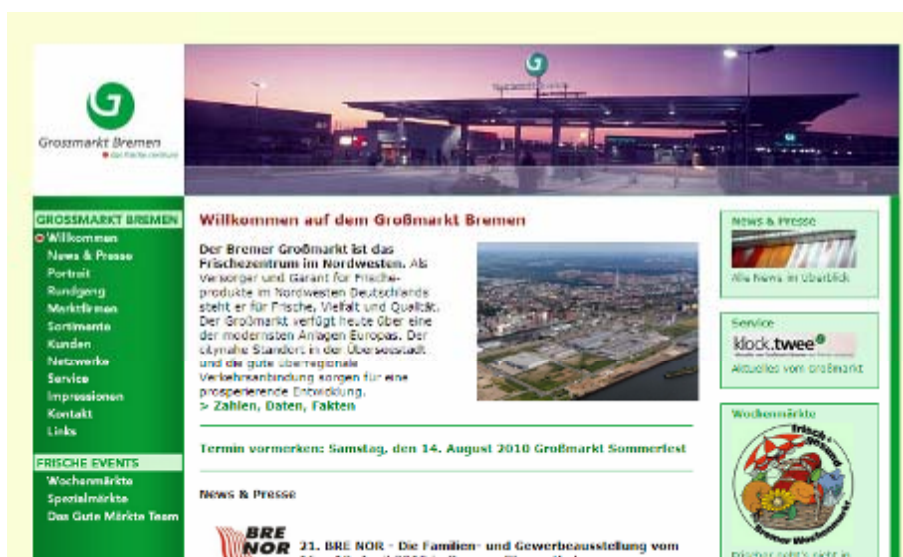 Grossmarkt Bremen
das frische-zentrum
GROSSMARKT BREMEN
Willkommen
News & Presse
Portrait
Rundgang
Marktfirmen
Sortimente
Kunden
Netzwerke
Service
Impressionen
Kontakt
Links
FRISCHE EVENTS
Wochenmärkte
Spezialmärkte
Das Gute Märkte Team
Willkommen auf dem Großmarkt Bremen
Der Bremer Großmarkt ist das
Frischezentrum im Nordwesten. Als
Versorger und Garant für Frische-
produkte im Nordwesten Deutschlands
steht er für Frische, Vielfalt und Qualität.
Der Großmarkt verfügt heute über eine
der modernsten Anlagen Europas. Der
citynahe Standort in der Überseestadt
und die gute überregionale
Verkehrsanbindung sorgen für eine
prosperierende Entwicklung.
> Zahlen, Daten, Fakten
Termin vormerken: Samstag, den 14. August 2010 Großmarkt Sommerfest
News & Presse
BRE
NOR
21. BRE NOR - Die Familien- und Gewerbeausstellung vom
News & Presse
Alle News im Überblick
Service
klock.twee
Aktuelles vom Großmarkt
Wochenmärkte
frisch &
gesund
Bremer Wochenmarkt
Frischer geht's nicht in